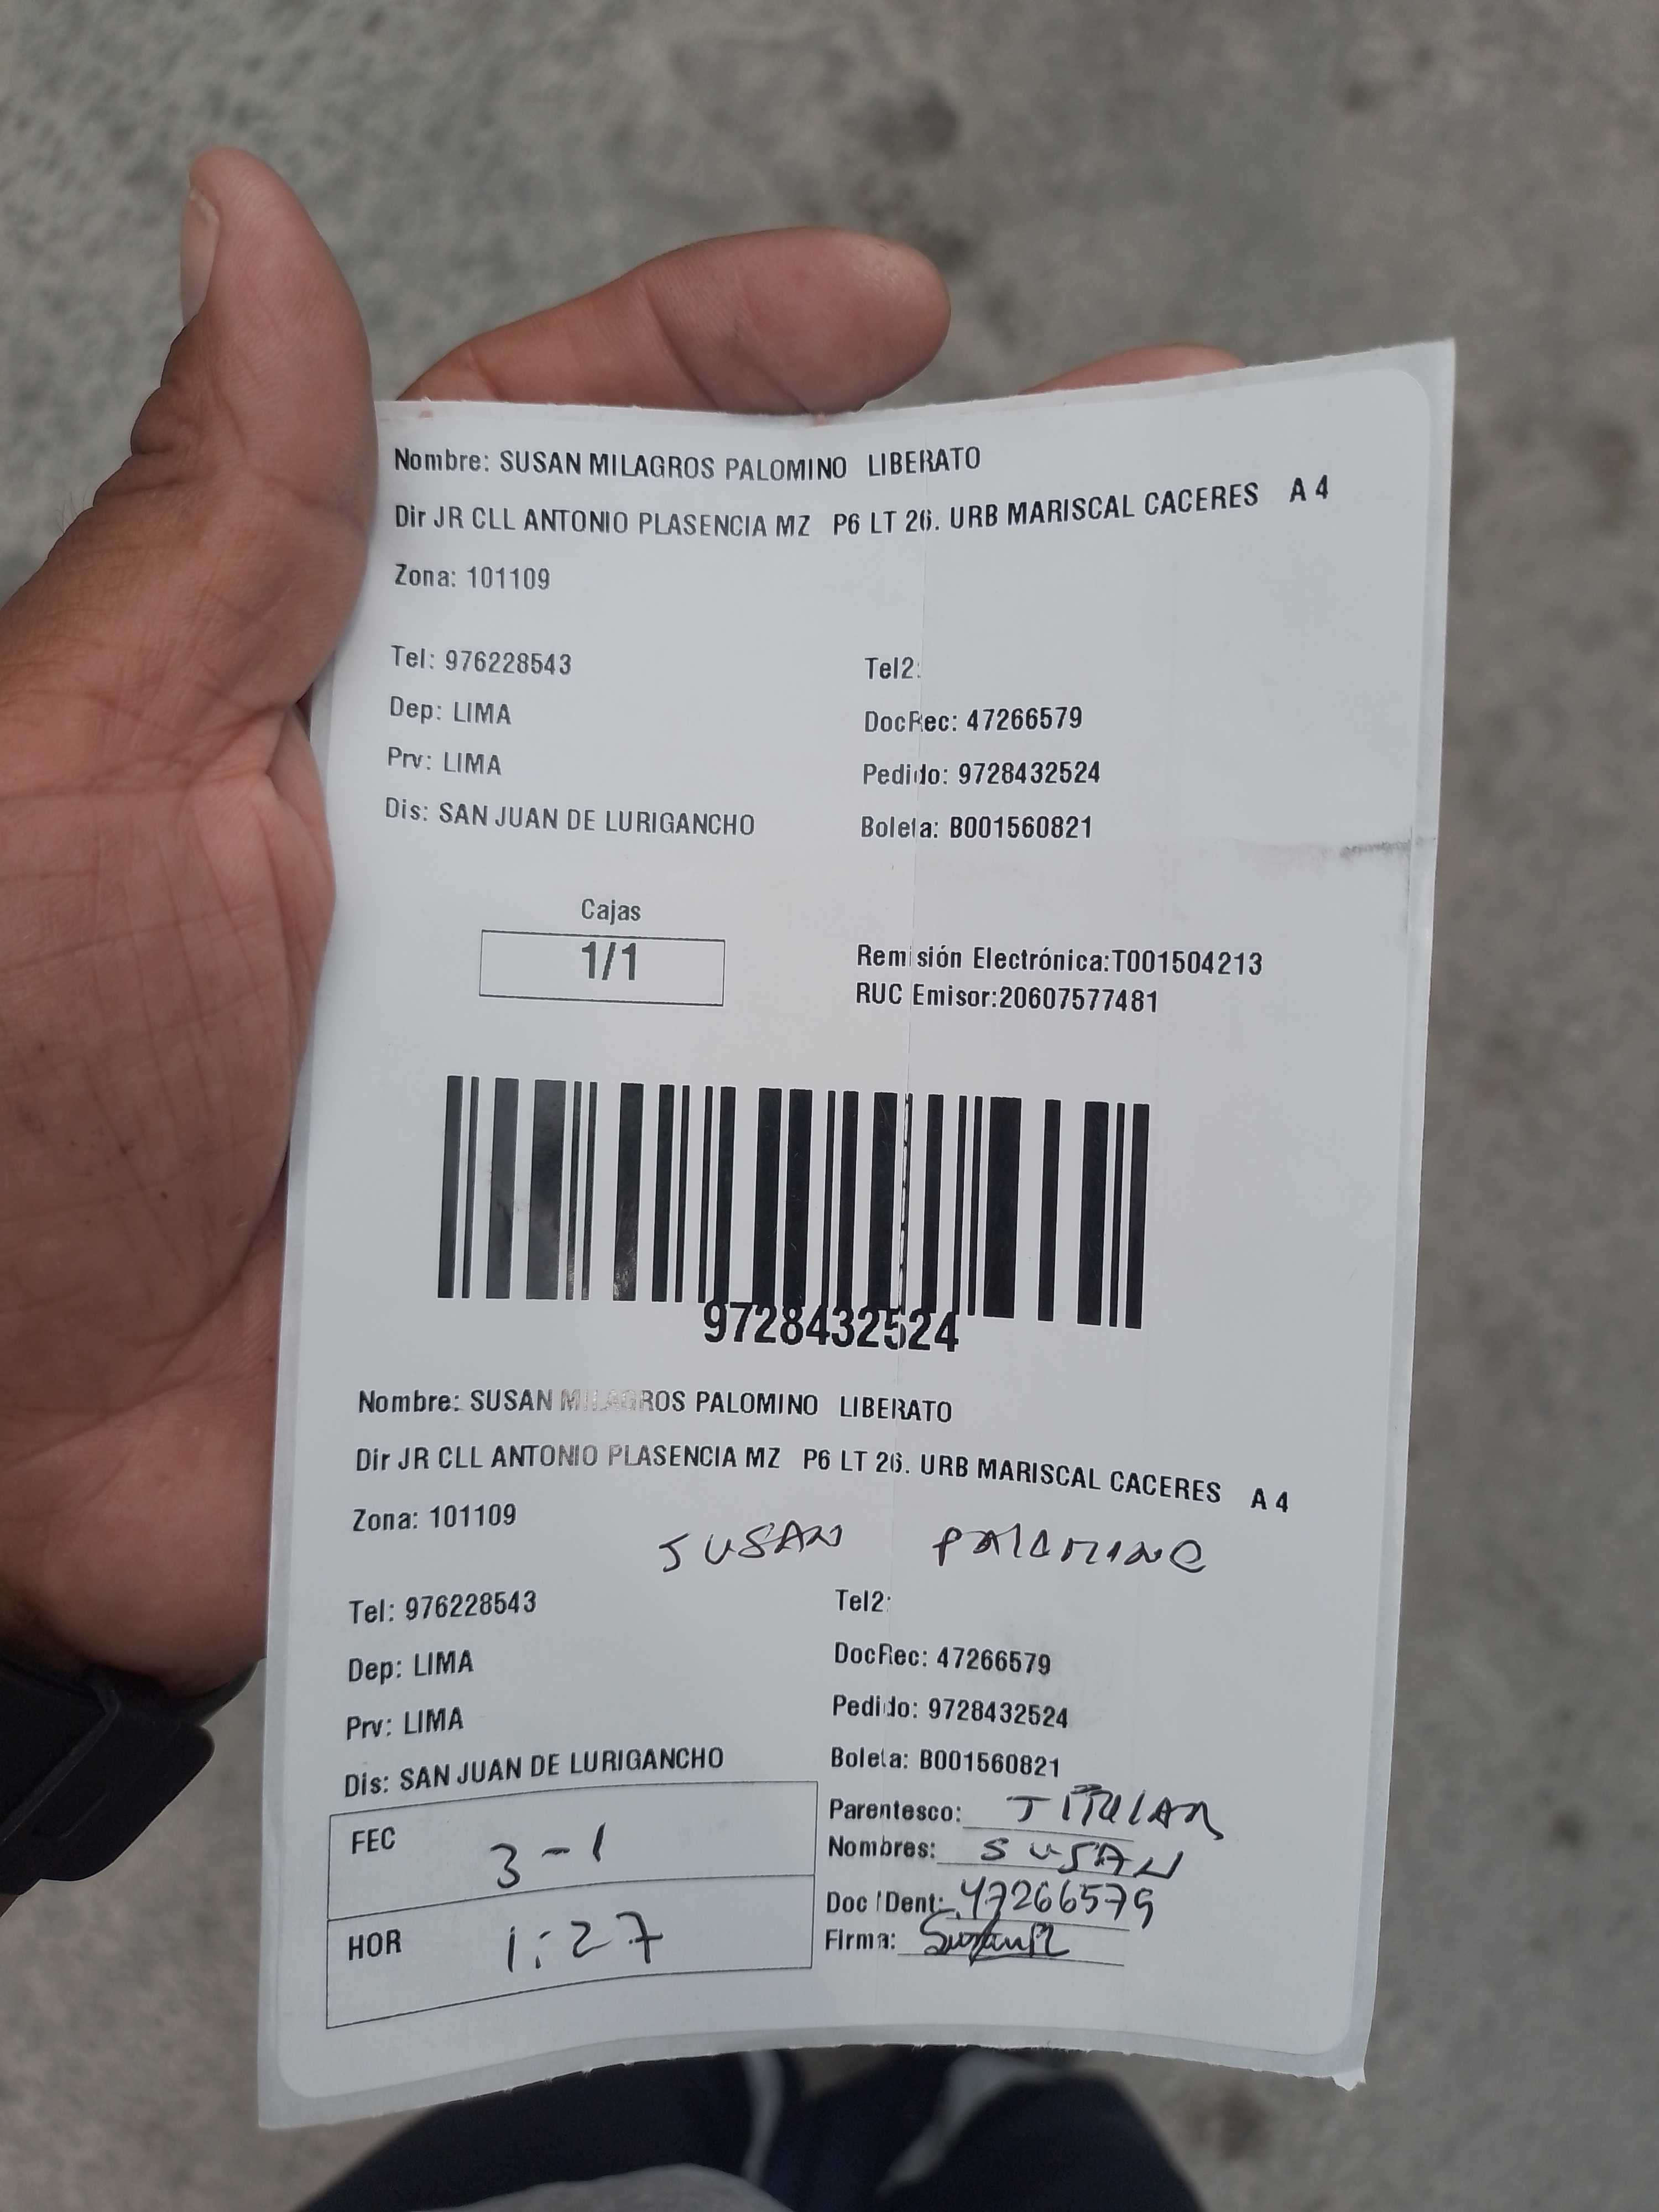 Nombre: SUSAN MILAGROS PALOMINO LIBERATO
Dir JR CLL ANTONIO PLASENCIA MZ P6 LT 26. URB MARISCAL CACERES A 4
Zona: 101109
Tel: 976228543 Tel2:
Dep: LIMA DocRec: 47266579
Prv: LIMA Pedido: 9728432524
Dis: SAN JUAN DE LURIGANCHO Boleta: B001560821
Cajas
1/1
Remisión Electrónica:T001504213
RUC Emisor:20607577481
9728432524
Nombre: SUSAN MILAGROS PALOMINO LIBERATO
Dir JR CLL ANTONIO PLASENCIA MZ P6 LT 26. URB MARISCAL CACERES A 4
Zona: 101109
SUSAN PALOMINO
Tel: 976228543 Tel2:
Dep: LIMA DocRec: 47266579
Prv: LIMA Pedido: 9728432524
Dis: SAN JUAN DE LURIGANCHO Boleta: B001560821
FEC 3-1
HOR 1:27
Parentesco: TITULAR
Nombres: SUSAN
Doc/Dent: 47266579
Firma: